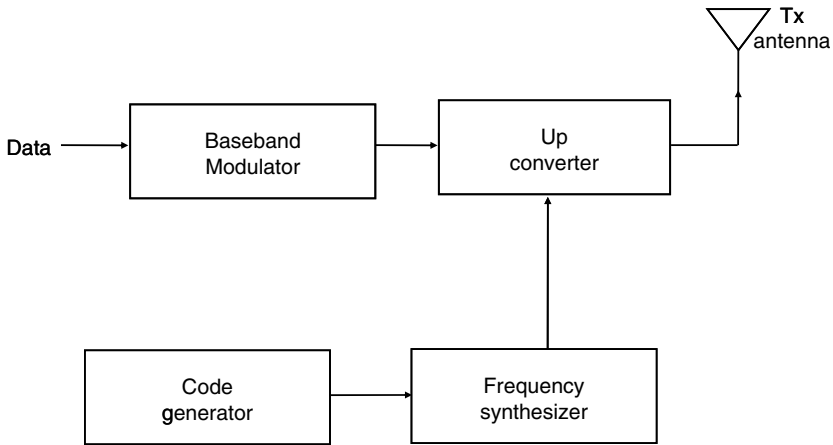 Tx
antenna
Data
Baseband
Modulator
Up
converter
Code
generator
Frequency
synthesizer